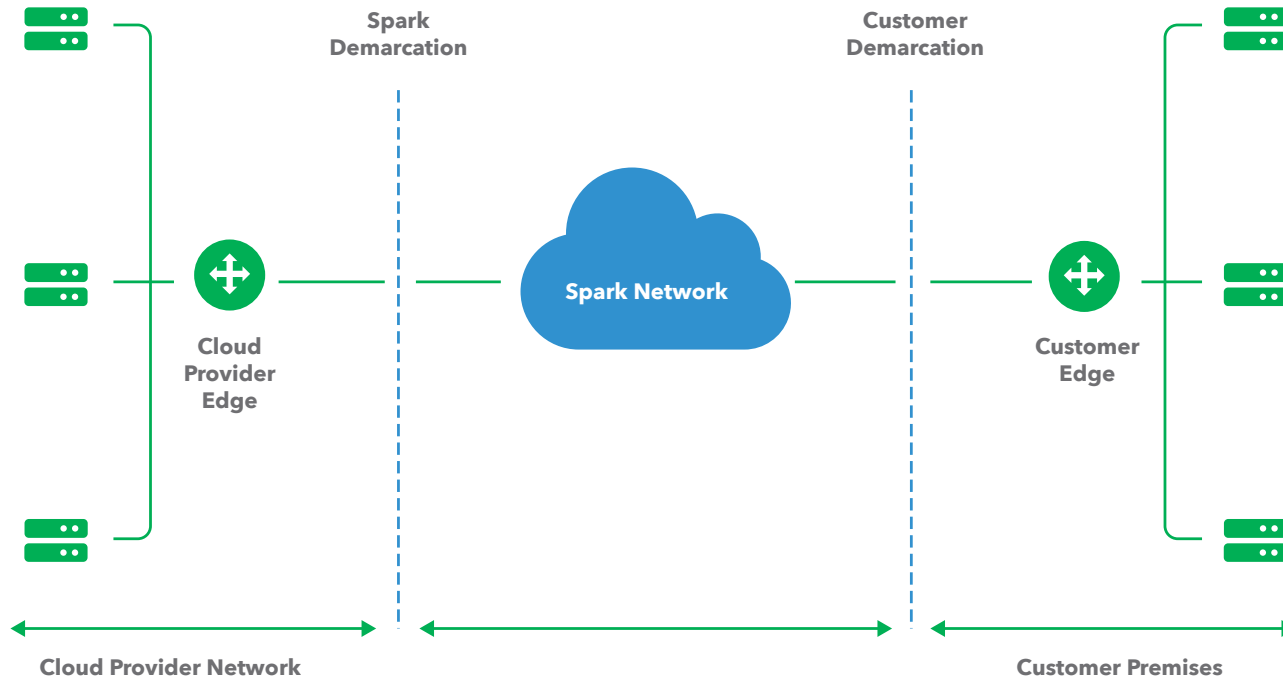 Spark
Demarcation
Customer
Demarcation
Spark Network
Cloud
Provider
Edge
Customer
Edge
Cloud Provider Network
Customer Premises